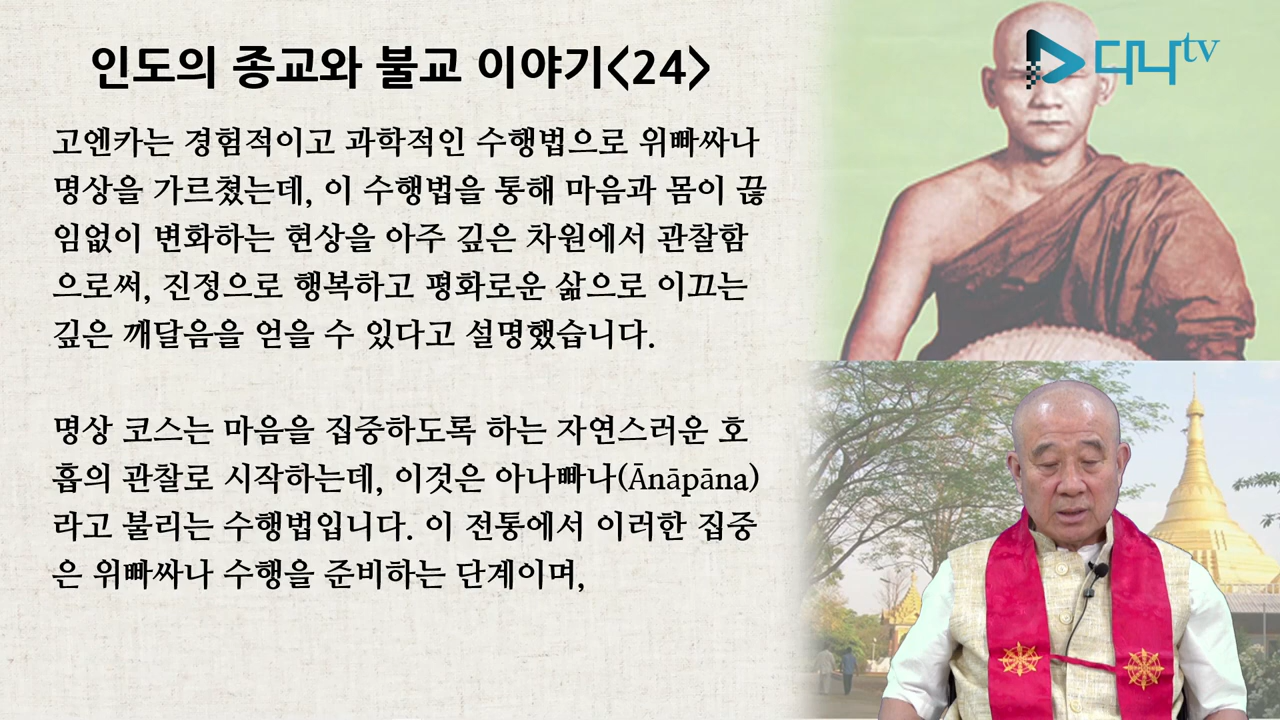 인도의 종교와 불교 이야기<24>
다나tv
고엔카는 경험적이고 과학적인 수행법으로 위빠싸나
명상을 가르쳤는데, 이 수행법을 통해 마음과 몸이 끊
임없이 변화하는 현상을 아주 깊은 차원에서 관찰함
으로써, 진정으로 행복하고 평화로운 삶으로 이끄는
깊은 깨달음을 얻을 수 있다고 설명했습니다.
명상 코스는 마음을 집중하도록 하는 자연스러운 호
흡의 관찰로 시작하는데, 이것은 아나빠나(Ānāpāna)
라고 불리는 수행법입니다. 이 전통에서 이러한 집중
은 위빠싸나 수행을 준비하는 단계이며,